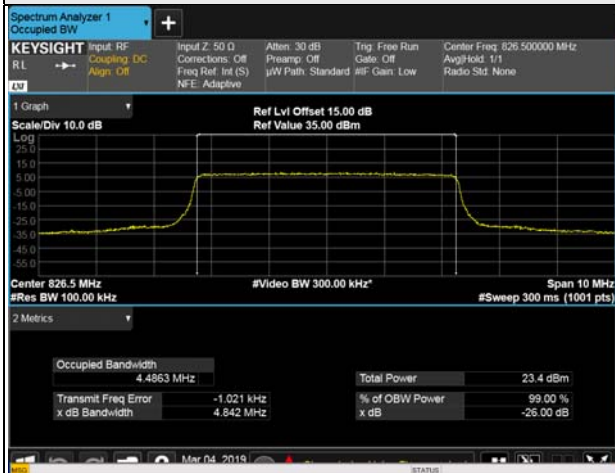 Spectrum Analyzer 1
Occupied BW
KEYSIGHT
RL
LXI
Input: RF
Coupling: DC
Align: Off
Input Z: 50 Ω
Corrections: Off
Freq Ref: Int (S)
NFE: Adaptive
Atten: 30 dB
Preamp: Off
µW Path: Standard
Trig: Free Run
Gate: Off
#IF Gain: Low
Center Freq: 826.500000 MHz
Avg|Hold: 1/1
Radio Std: None
1 Graph
Scale/Div 10.0 dB
Ref Lvl Offset 15.00 dB
Ref Value 35.00 dBm
Log
25.0
15.0
5.00
-5.00
-15.0
-25.0
-35.0
-45.0
-55.0
Center 826.5 MHz
#Video BW 300.00 kHz*
Span 10 MHz
#Res BW 100.00 kHz
#Sweep 300 ms (1001 pts)
2 Metrics
Occupied Bandwidth
4.4863 MHz
Total Power 23.4 dBm
Transmit Freq Error -1.021 kHz
% of OBW Power 99.00 %
x dB Bandwidth 4.842 MHz
x dB -26.00 dB
Mar 04, 2019
MSG
STATUS